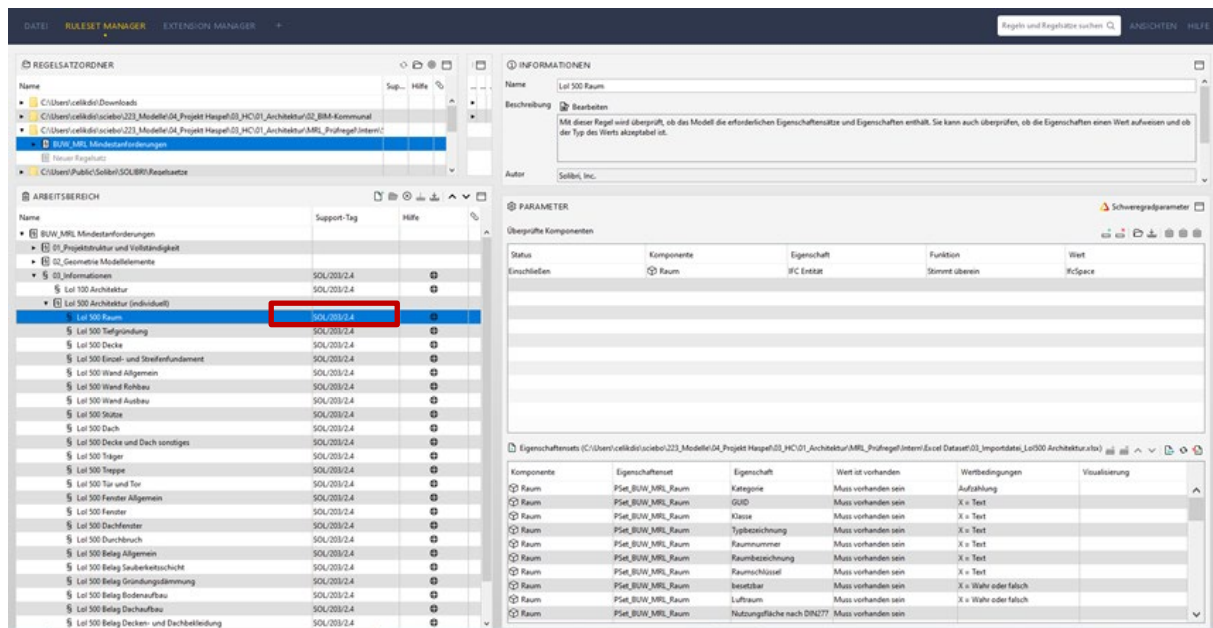 DATEI RULESET MANAGER EXTENSION MANAGER + Regeln und Regelsätze suchen ANSICHTEN HILFE
REGELSATZORDNER
Name Sup... Hilfe
C:\Users\celikdis\Downloads
C:\Users\celikdis\sciebo\223_Modelle\04_Projekt Haspel\03_HC\01_Architektur\02_BIM-Kommunal
C:\Users\celikdis\sciebo\223_Modelle\04_Projekt Haspel\03_HC\01_Architektur\MRL_Prüfregel\Intern\
BUW_MRL Mindestanforderungen
Neuer Regelsatz
C:\Users\Public\Solibri\SOLIBRI\Regelsaetze
INFORMATIONEN
Name LoI 500 Raum
Beschreibung Bearbeiten
Mit dieser Regel wird überprüft, ob das Modell die erforderlichen Eigenschaftensätze und Eigenschaften enthält. Sie kann auch überprüfen, ob die Eigenschaften einen Wert aufweisen und ob
der Typ des Werts akzeptabel ist.
Autor Solibri, Inc.
ARBEITSBEREICH
Name Support-Tag Hilfe
BUW_MRL Mindestanforderungen
01_Projektstruktur und Vollständigkeit
02_Geometrie Modellelemente
§ 03_Informationen SOL/203/2.4
§ LoI 100 Architektur SOL/203/2.4
LoI 500 Architektur (individuell)
§ LoI 500 Raum SOL/203/2.4
§ LoI 500 Tiefgründung SOL/203/2.4
§ LoI 500 Decke SOL/203/2.4
§ LoI 500 Einzel- und Streifenfundament SOL/203/2.4
§ LoI 500 Wand Allgemein SOL/203/2.4
§ LoI 500 Wand Rohbau SOL/203/2.4
§ LoI 500 Wand Ausbau SOL/203/2.4
§ LoI 500 Stütze SOL/203/2.4
§ LoI 500 Dach SOL/203/2.4
§ LoI 500 Decke und Dach sonstiges SOL/203/2.4
§ LoI 500 Träger SOL/203/2.4
§ LoI 500 Treppe SOL/203/2.4
§ LoI 500 Tür und Tor SOL/203/2.4
§ LoI 500 Fenster Allgemein SOL/203/2.4
§ LoI 500 Fenster SOL/203/2.4
§ LoI 500 Dachfenster SOL/203/2.4
§ LoI 500 Durchbruch SOL/203/2.4
§ LoI 500 Belag Allgemein SOL/203/2.4
§ LoI 500 Belag Sauberkeitsschicht SOL/203/2.4
§ LoI 500 Belag Gründungsdämmung SOL/203/2.4
§ LoI 500 Belag Bodenaufbau SOL/203/2.4
§ LoI 500 Belag Dachaufbau SOL/203/2.4
§ LoI 500 Belag Decken- und Dachbekleidung SOL/203/2.4
PARAMETER Schweregradparameter
Überprüfte Komponenten
Status Komponente Eigenschaft Funktion Wert
Einschließen Raum IFC Entität Stimmt überein IfcSpace
Eigenschaftensets (C:\Users\celikdis\sciebo\223_Modelle\04_Projekt Haspel\03_HC\01_Architektur\MRL_Prüfregel\Intern\Excel Dataset\03_Importdatei_LoI500 Architektur.xlsx)
Komponente Eigenschaftenset Eigenschaft Wert ist vorhanden Wertbedingungen Visualisierung
Raum PSet_BUW_MRL_Raum Kategorie Muss vorhanden sein Aufzählung
Raum PSet_BUW_MRL_Raum GUID Muss vorhanden sein X = Text
Raum PSet_BUW_MRL_Raum Klasse Muss vorhanden sein X = Text
Raum PSet_BUW_MRL_Raum Typbezeichnung Muss vorhanden sein X = Text
Raum PSet_BUW_MRL_Raum Raumnummer Muss vorhanden sein X = Text
Raum PSet_BUW_MRL_Raum Raumbezeichnung Muss vorhanden sein X = Text
Raum PSet_BUW_MRL_Raum Raumschlüssel Muss vorhanden sein X = Text
Raum PSet_BUW_MRL_Raum besetzbar Muss vorhanden sein X = Wahr oder falsch
Raum PSet_BUW_MRL_Raum Luftraum Muss vorhanden sein X = Wahr oder falsch
Raum PSet_BUW_MRL_Raum Nutzungsfläche nach DIN277 Muss vorhanden sein